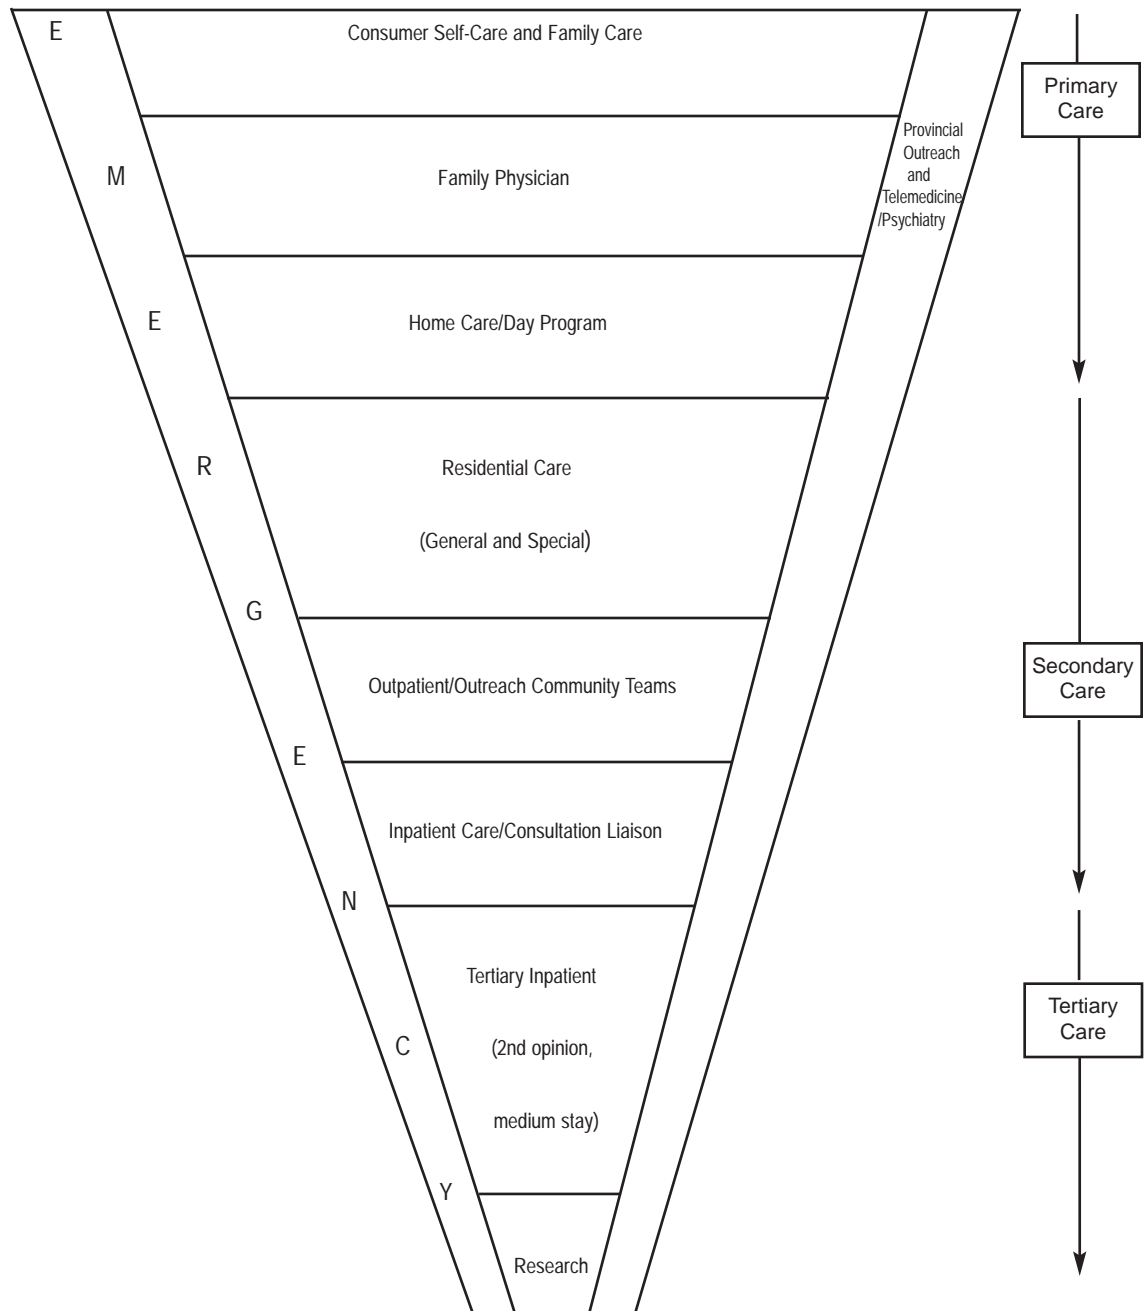 E
Consumer Self-Care and Family Care
Primary
Care
Provincial
Outreach
and
Telemedicine
/Psychiatry
M
Family Physician
E
Home Care/Day Program
R
Residential Care
(General and Special)
G
Outpatient/Outreach Community Teams
Secondary
Care
E
Inpatient Care/Consultation Liaison
N
Tertiary Inpatient
(2nd opinion,
medium stay)
Tertiary
Care
C
Y
Research